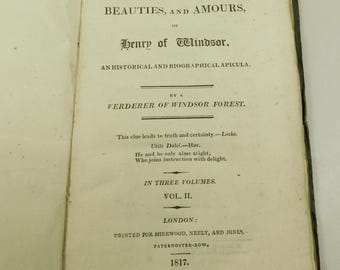 BEAUTIES, AND AMOURS,
OF
Henry of Windsor,
AN HISTORICAL AND BIOGRAPHICAL APICULA.
BY A
VERDERER OF WINDSOR FOREST.
This clue leads to truth and certainty.—Locke.
Utile Dulci—Hor.
He and he only aims aright,
Who joins instruction with delight.
IN THREE VOLUMES.
VOL. II.
LONDON:
PRINTED FOR SHERWOOD, NEELY, AND JONES,
PATERNOSTER-ROW.
1817.